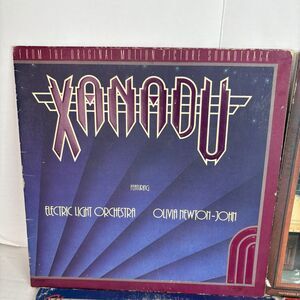 FROM THE ORIGINAL MOTION PICTURE SOUNDTRACK
XANADU
FEATURING
ELECTRIC LIGHT ORCHESTRA OLIVIA NEWTON-JOHN